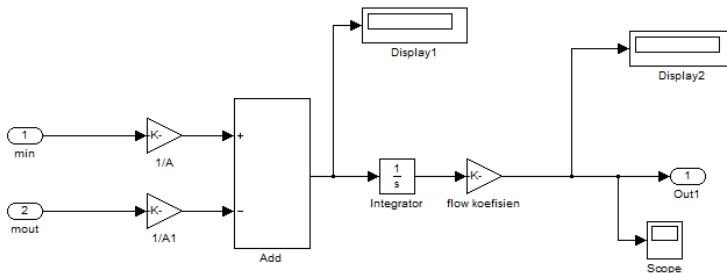 Display1
Display2
1
min
-K-
1/A
+
1
s
Integrator
-K-
flow koefisien
1
Out1
2
mout
-K-
1/A1
−
Add
Scope